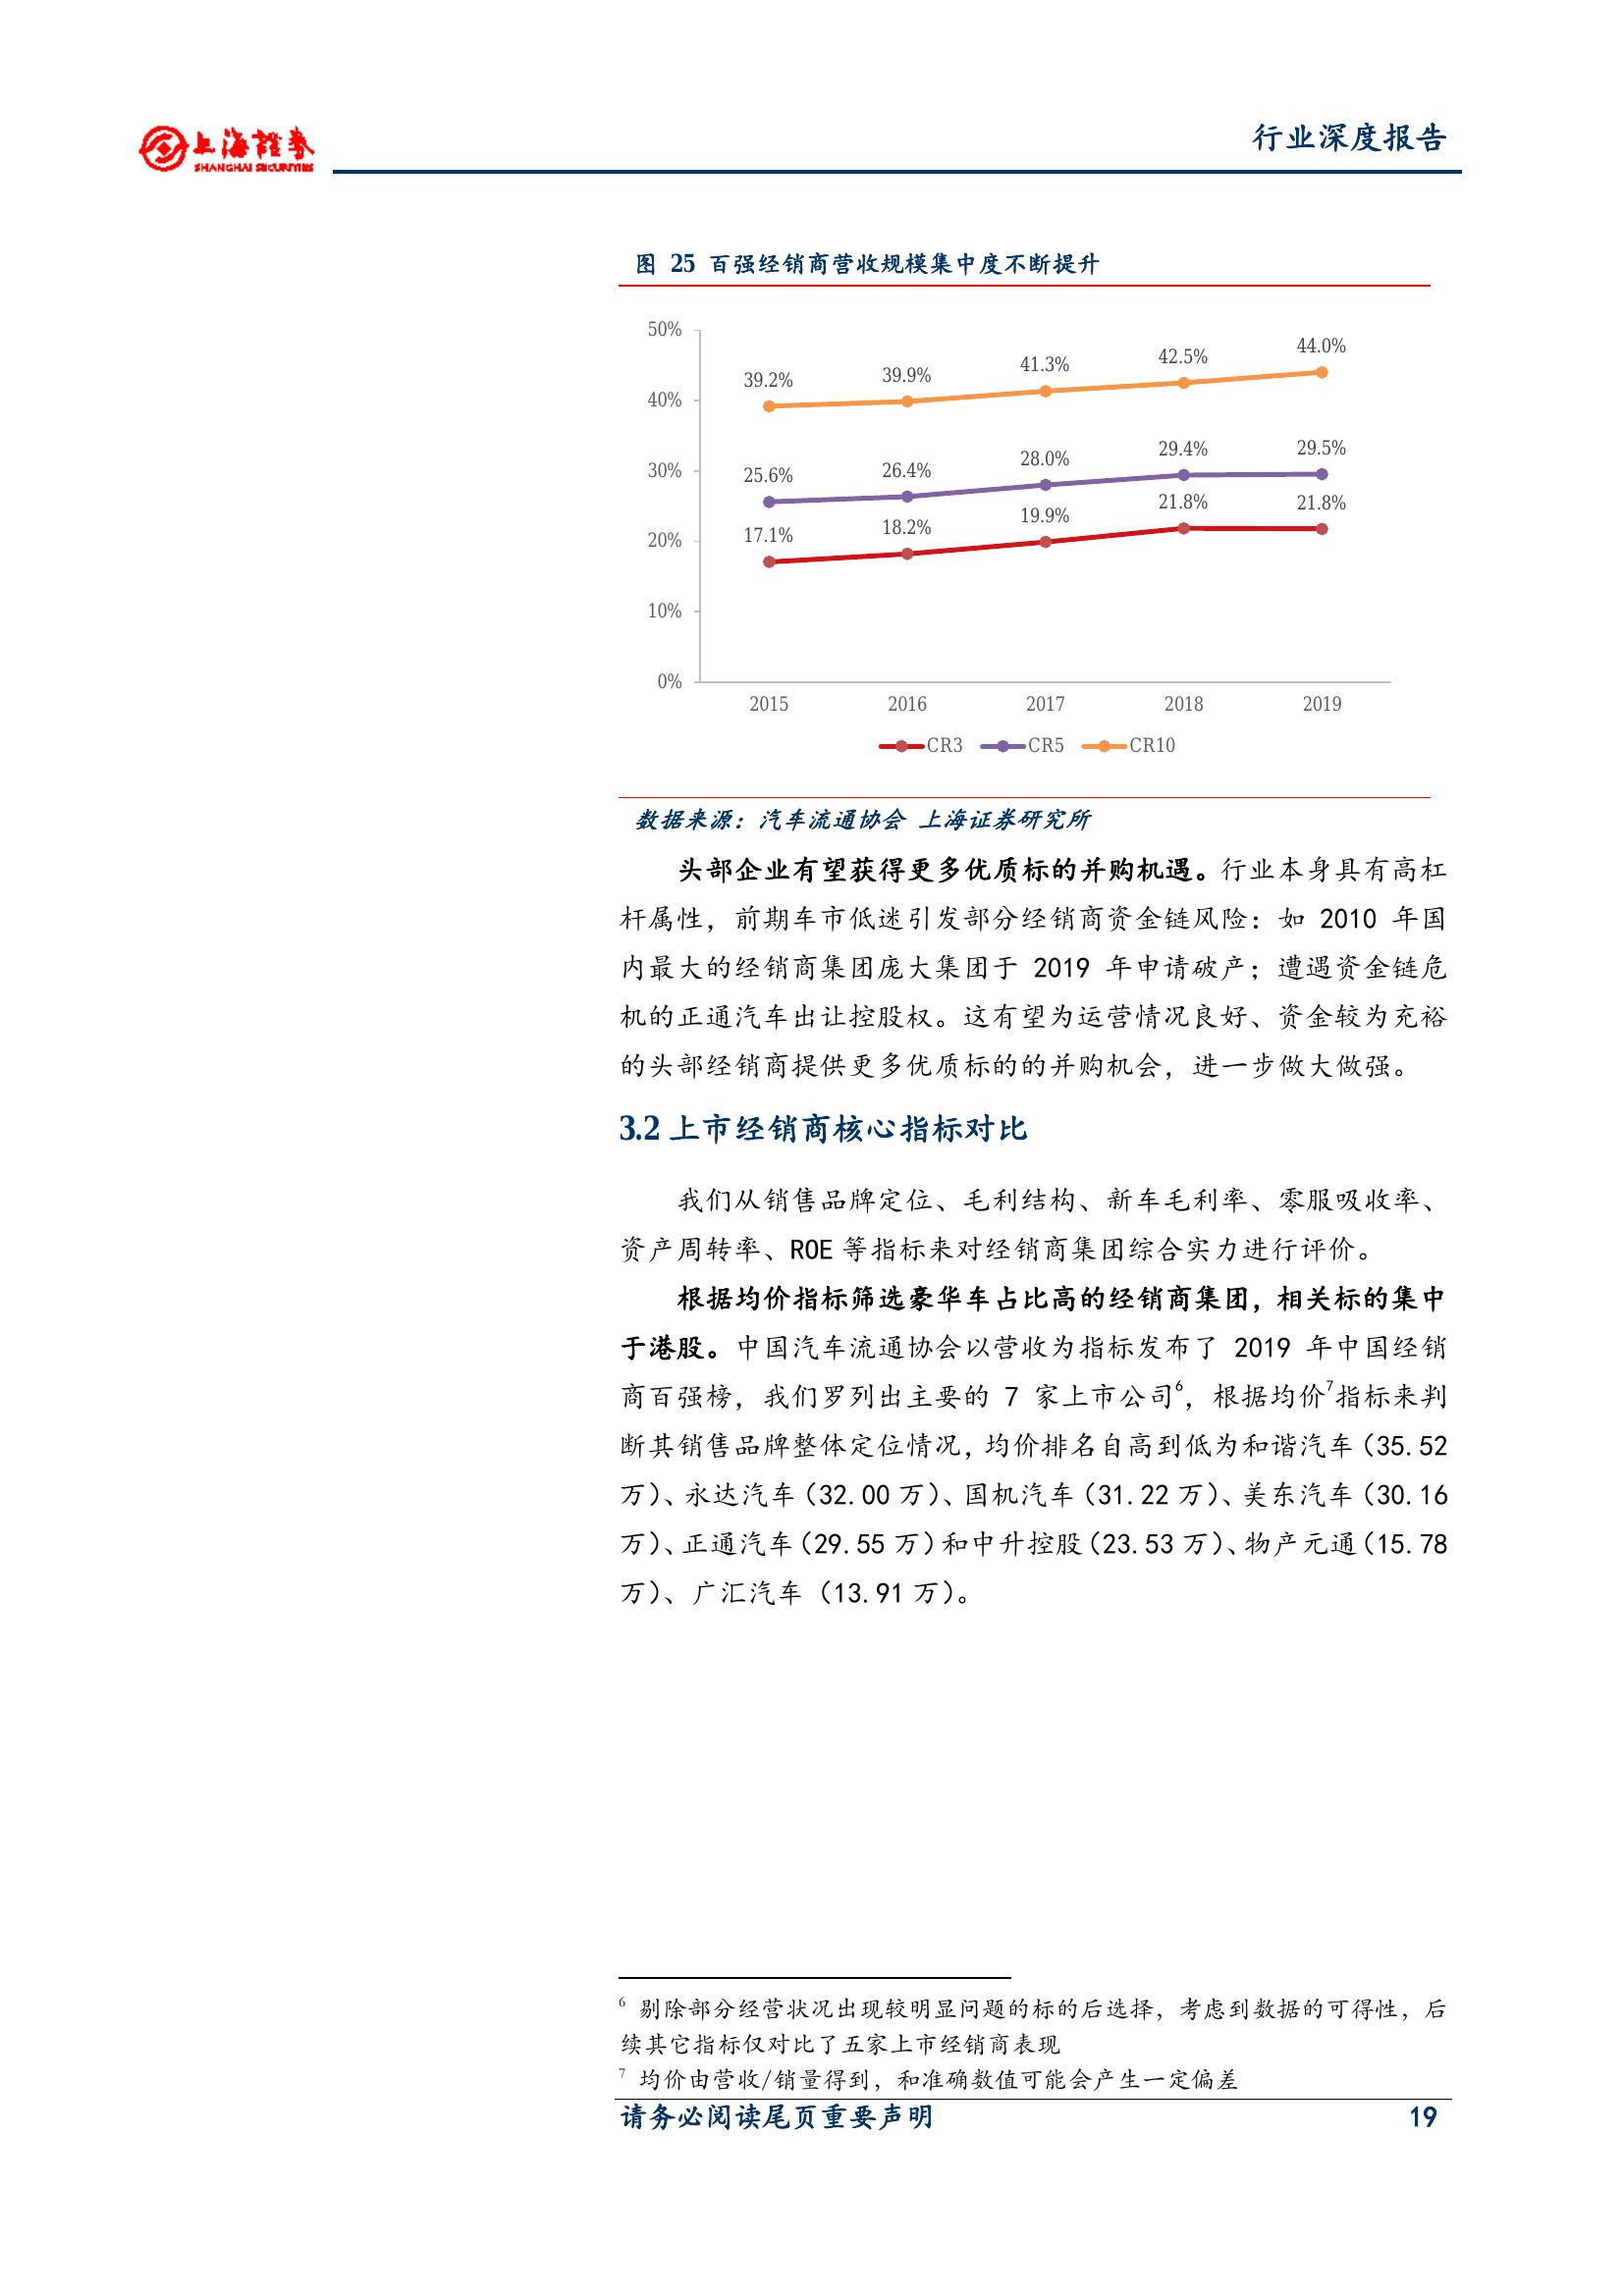 上海證券
SHANGHAI SECURITIES
行业深度报告
图 25 百强经销商营收规模集中度不断提升
50%
40%
30%
20%
10%
0%
39.2%
39.9%
41.3%
42.5%
44.0%
25.6%
26.4%
28.0%
29.4%
29.5%
17.1%
18.2%
19.9%
21.8%
21.8%
2015 2016 2017 2018 2019
CR3 CR5 CR10
数据来源：汽车流通协会 上海证券研究所
头部企业有望获得更多优质标的并购机遇。行业本身具有高杠
杆属性，前期车市低迷引发部分经销商资金链风险：如 2010 年国
内最大的经销商集团庞大集团于 2019 年申请破产；遭遇资金链危
机的正通汽车出让控股权。这有望为运营情况良好、资金较为充裕
的头部经销商提供更多优质标的的并购机会，进一步做大做强。
3.2 上市经销商核心指标对比
我们从销售品牌定位、毛利结构、新车毛利率、零服吸收率、
资产周转率、ROE 等指标来对经销商集团综合实力进行评价。
根据均价指标筛选豪华车占比高的经销商集团，相关标的集中
于港股。中国汽车流通协会以营收为指标发布了 2019 年中国经销
商百强榜，我们罗列出主要的 7 家上市公司6，根据均价7指标来判
断其销售品牌整体定位情况，均价排名自高到低为和谐汽车（35.52
万）、永达汽车（32.00 万）、国机汽车（31.22 万）、美东汽车（30.16
万）、正通汽车（29.55 万）和中升控股（23.53 万）、物产元通（15.78
万）、广汇汽车（13.91 万）。
6 剔除部分经营状况出现较明显问题的标的后选择，考虑到数据的可得性，后
续其它指标仅对比了五家上市经销商表现
7 均价由营收/销量得到，和准确数值可能会产生一定偏差
请务必阅读尾页重要声明 19